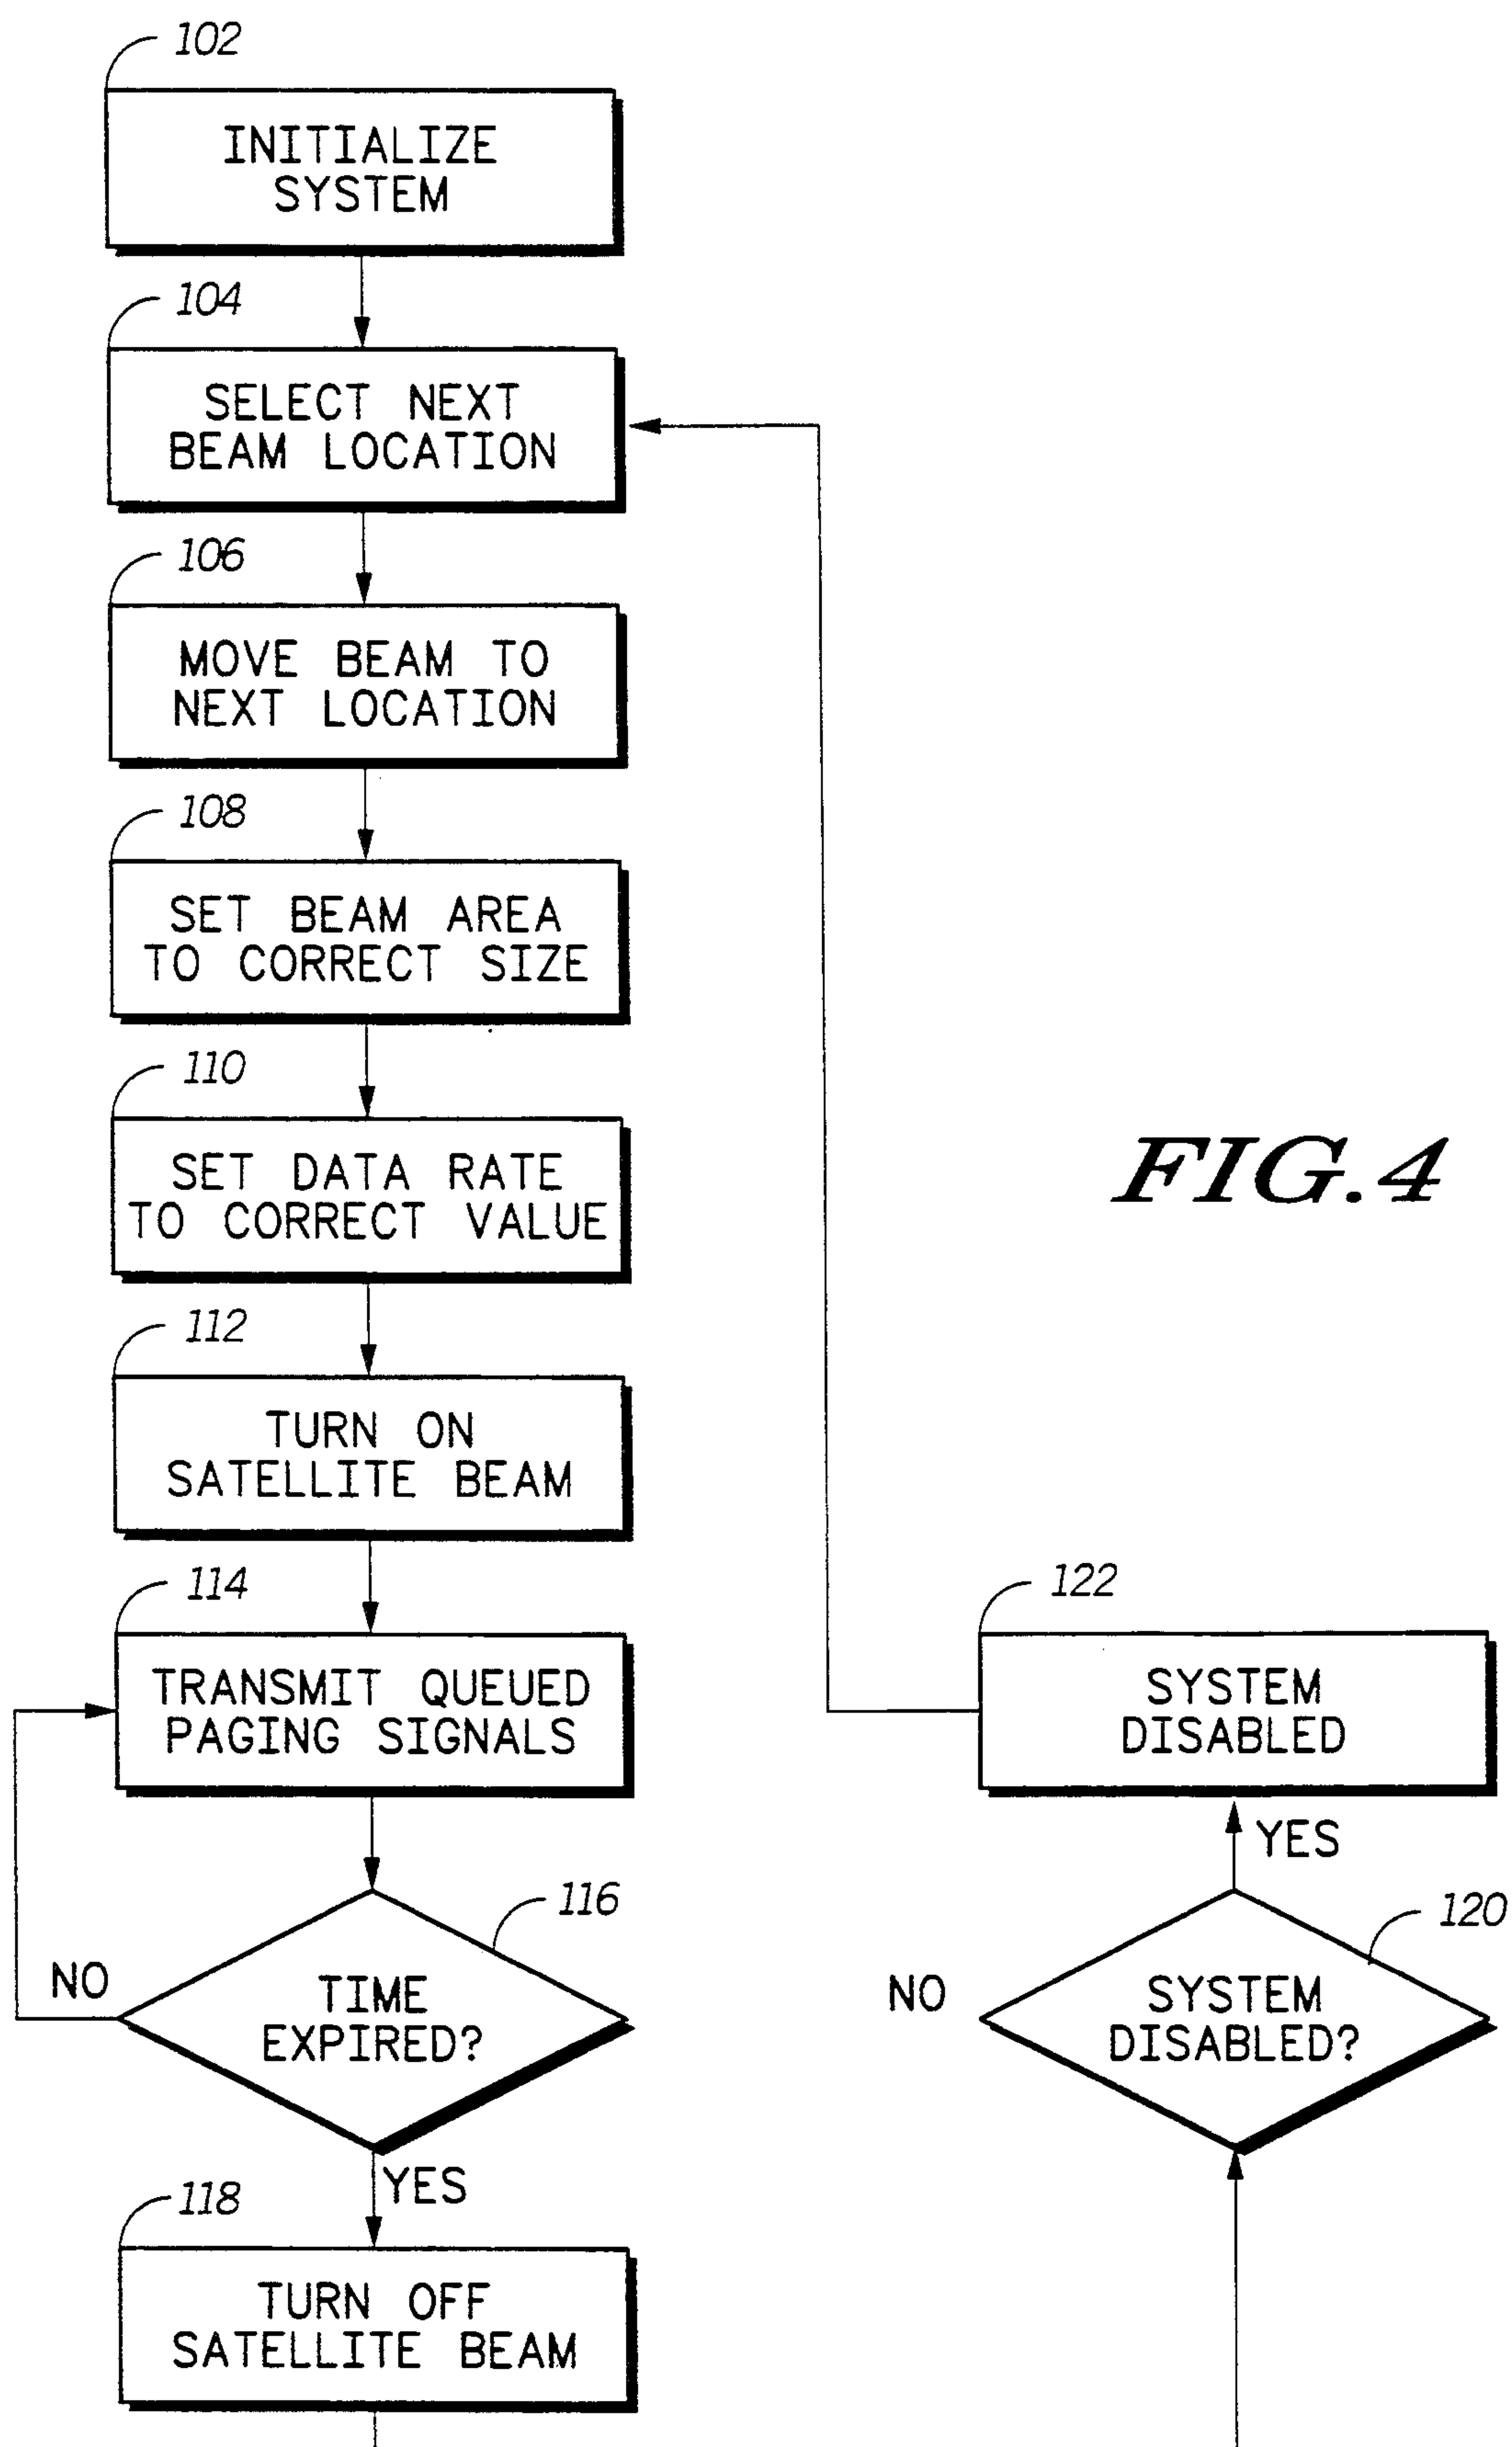 102
INITIALIZE
SYSTEM
104
SELECT NEXT
BEAM LOCATION
106
MOVE BEAM TO
NEXT LOCATION
108
SET BEAM AREA
TO CORRECT SIZE
110
SET DATA RATE
TO CORRECT VALUE
FIG.4
112
TURN ON
SATELLITE BEAM
114
TRANSMIT QUEUED
PAGING SIGNALS
116
NO
TIME
EXPIRED?
YES
118
TURN OFF
SATELLITE BEAM
122
SYSTEM
DISABLED
YES
120
NO
SYSTEM
DISABLED?